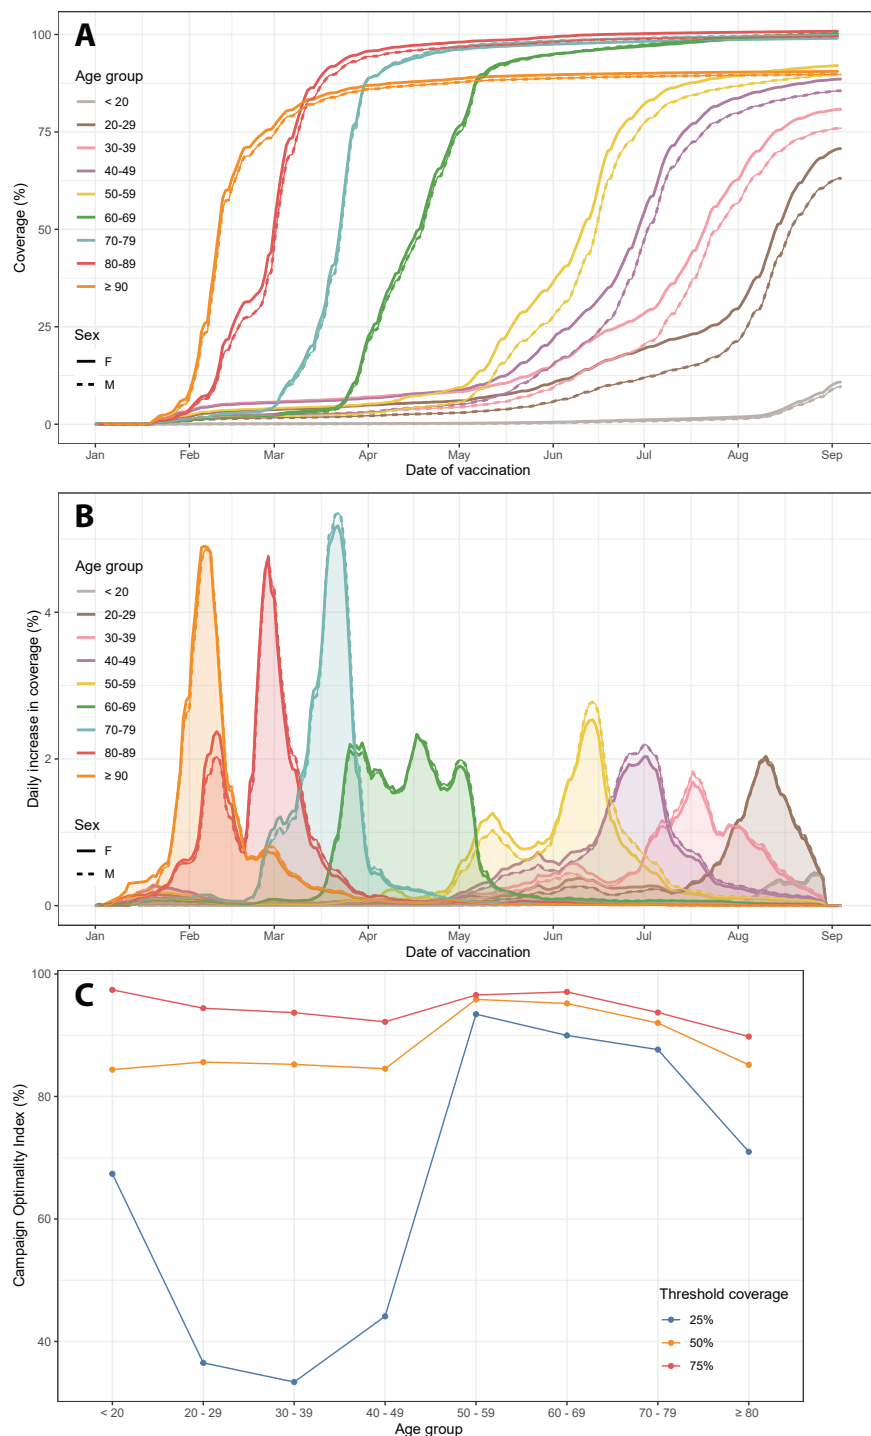 A
Age group
< 20
20-29
30-39
40-49
50-59
60-69
70-79
80-89
≥ 90
Sex
F
M
Coverage (%)
100
75
50
25
0
Jan Feb Mar Apr May Jun Jul Aug Sep
Date of vaccination
B
Age group
< 20
20-29
30-39
40-49
50-59
60-69
70-79
80-89
≥ 90
Sex
F
M
Daily increase in coverage (%)
4
2
0
Jan Feb Mar Apr May Jun Jul Aug Sep
Date of vaccination
C
Campaign Optimality Index (%)
100
80
60
40
Threshold coverage
25%
50%
75%
< 20 20 - 29 30 - 39 40 - 49 50 - 59 60 - 69 70 - 79 ≥ 80
Age group